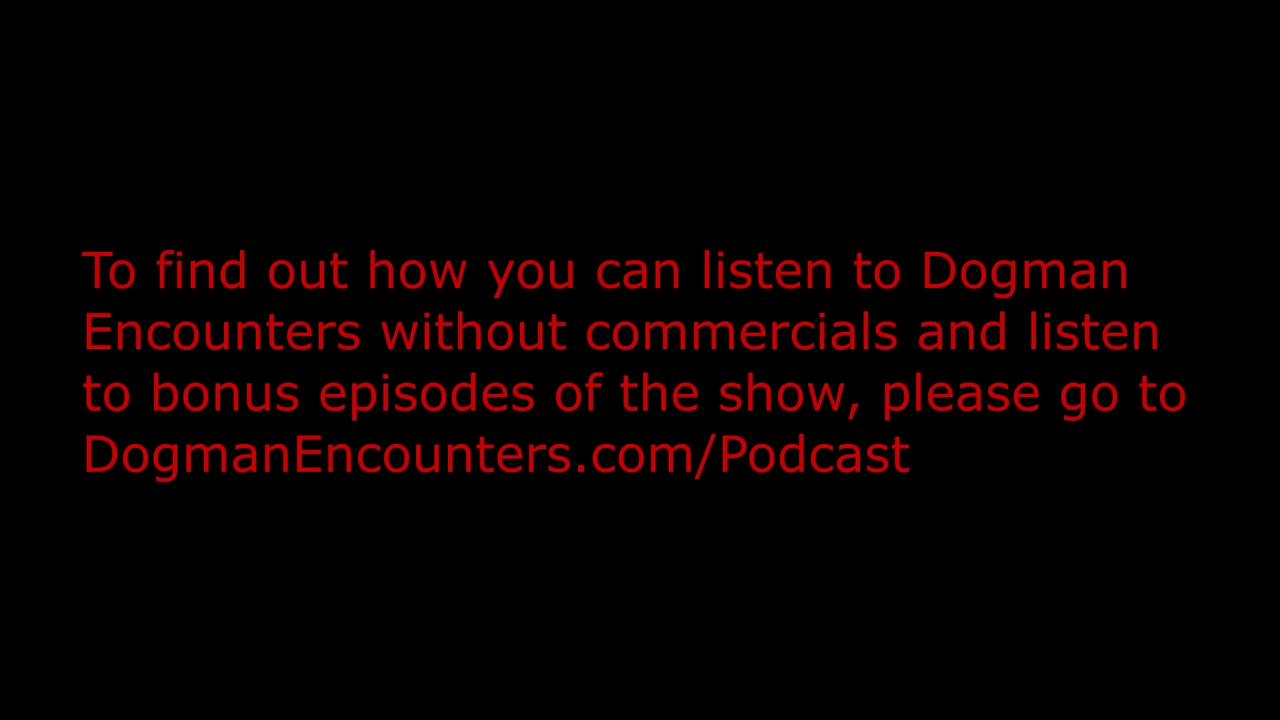 To find out how you can listen to Dogman
Encounters without commercials and listen
to bonus episodes of the show, please go to
DogmanEncounters.com/Podcast